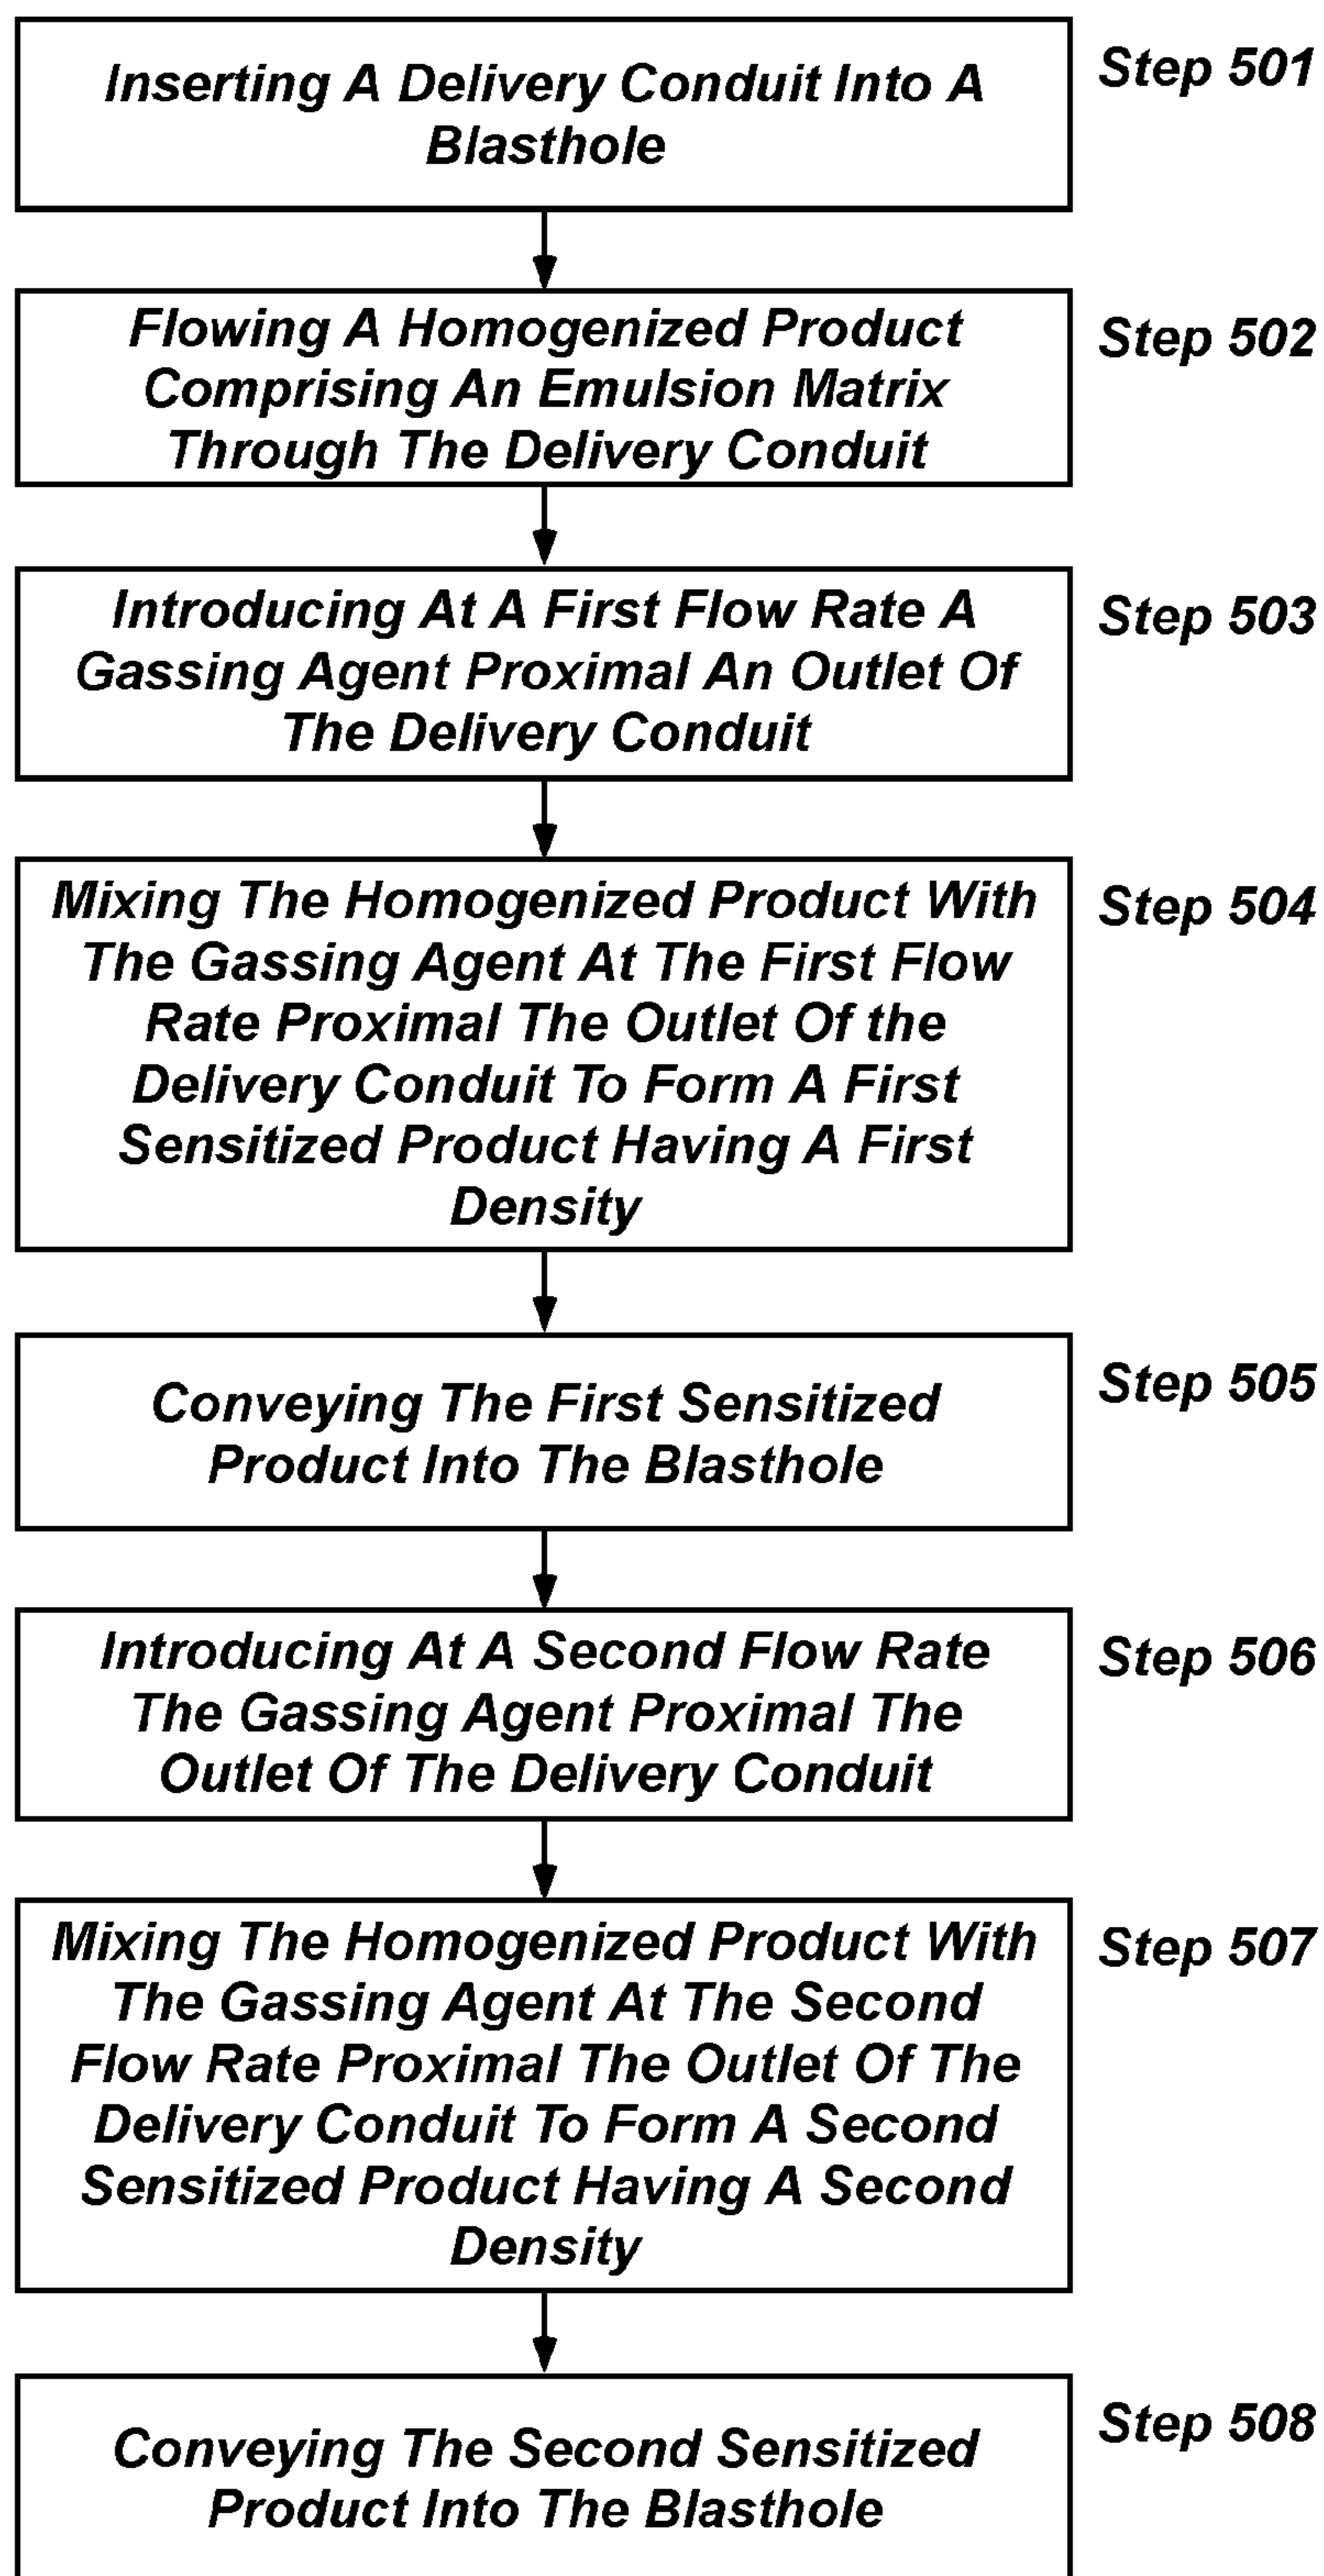 Inserting A Delivery Conduit Into A
Blasthole
Step 501
Flowing A Homogenized Product
Comprising An Emulsion Matrix
Through The Delivery Conduit
Step 502
Introducing At A First Flow Rate A
Gassing Agent Proximal An Outlet Of
The Delivery Conduit
Step 503
Mixing The Homogenized Product With
The Gassing Agent At The First Flow
Rate Proximal The Outlet Of the
Delivery Conduit To Form A First
Sensitized Product Having A First
Density
Step 504
Conveying The First Sensitized
Product Into The Blasthole
Step 505
Introducing At A Second Flow Rate
The Gassing Agent Proximal The
Outlet Of The Delivery Conduit
Step 506
Mixing The Homogenized Product With
The Gassing Agent At The Second
Flow Rate Proximal The Outlet Of The
Delivery Conduit To Form A Second
Sensitized Product Having A Second
Density
Step 507
Conveying The Second Sensitized
Product Into The Blasthole
Step 508